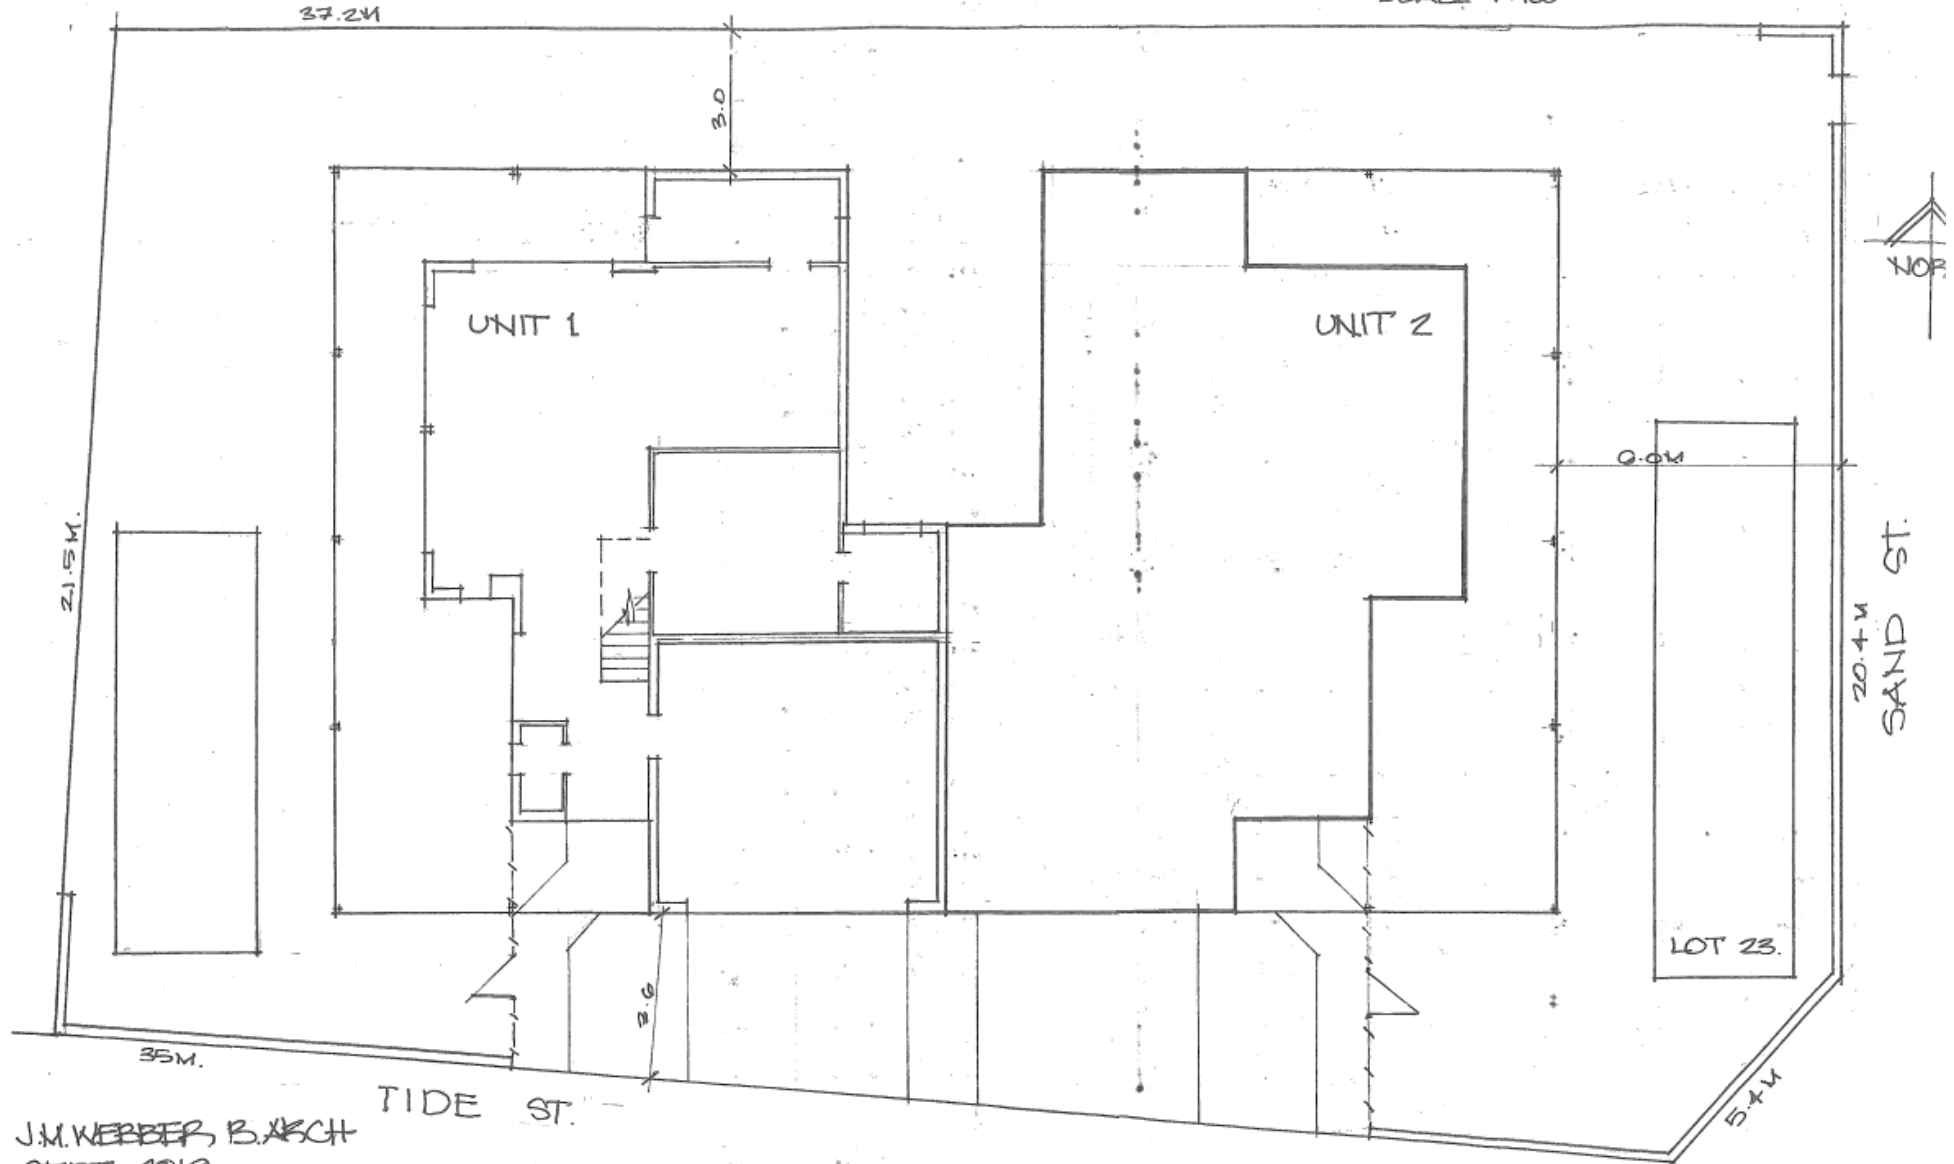 37.2M
3.0
UNIT 1
UNIT 2
6.0M
21.5M.
20.4M
SAND ST.
LOT 23.
3.6
35M.
TIDE ST.
5.4M
J.M. WEBBER B.ARCH